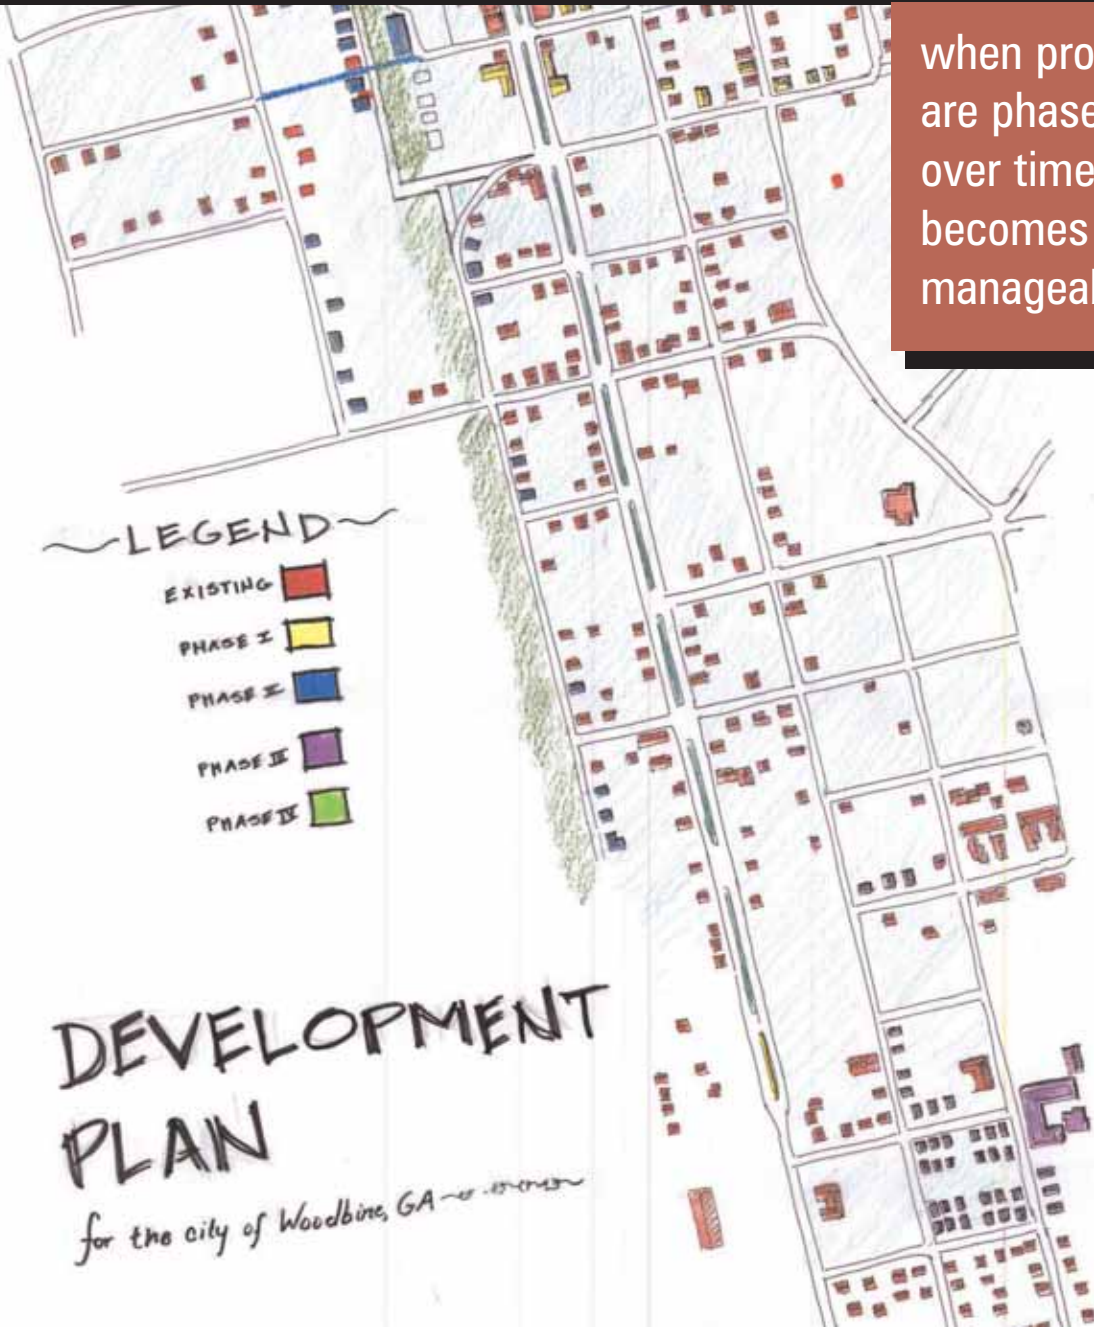 when pro
are phase
over time
becomes
manageal
LEGEND
EXISTING
PHASE I
PHASE II
PHASE III
PHASE IV
DEVELOPMENT
PLAN
for the city of Woodbine, GA